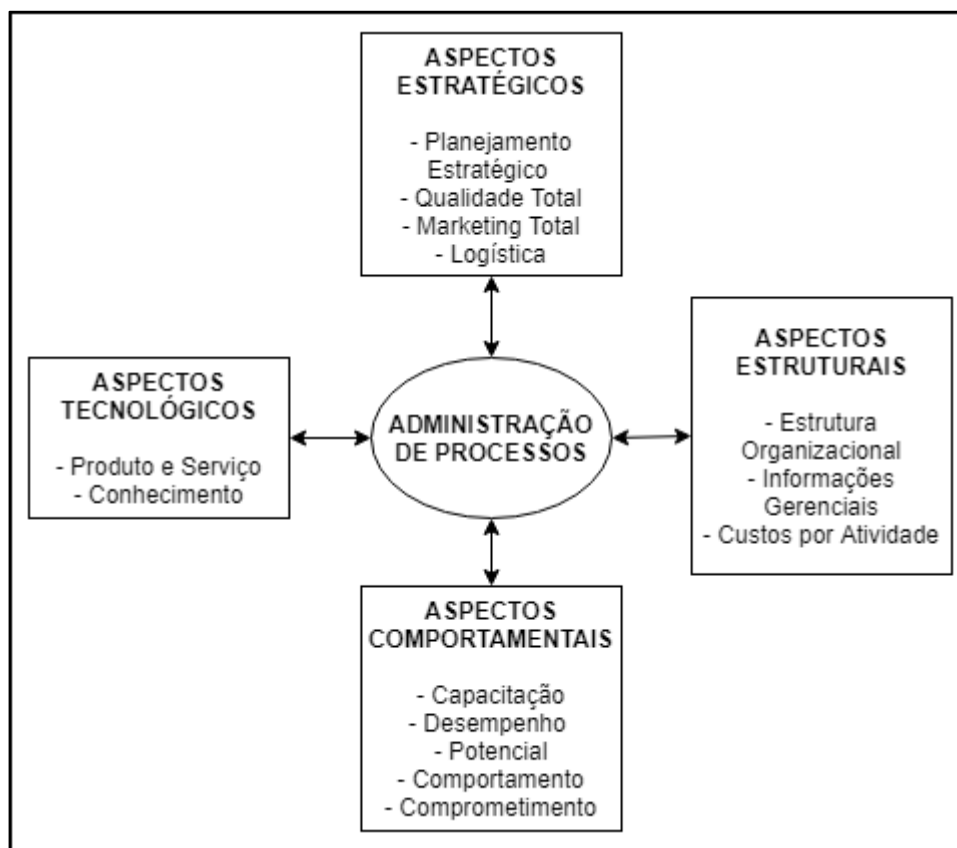 ASPECTOS
ESTRATÉGICOS
- Planejamento
Estratégico
- Qualidade Total
- Marketing Total
- Logística
ASPECTOS
TECNOLÓGICOS
- Produto e Serviço
- Conhecimento
ADMINISTRAÇÃO
DE PROCESSOS
ASPECTOS
ESTRUTURAIS
- Estrutura
Organizacional
- Informações
Gerenciais
- Custos por Atividade
ASPECTOS
COMPORTAMENTAIS
- Capacitação
- Desempenho
- Potencial
- Comportamento
- Comprometimento